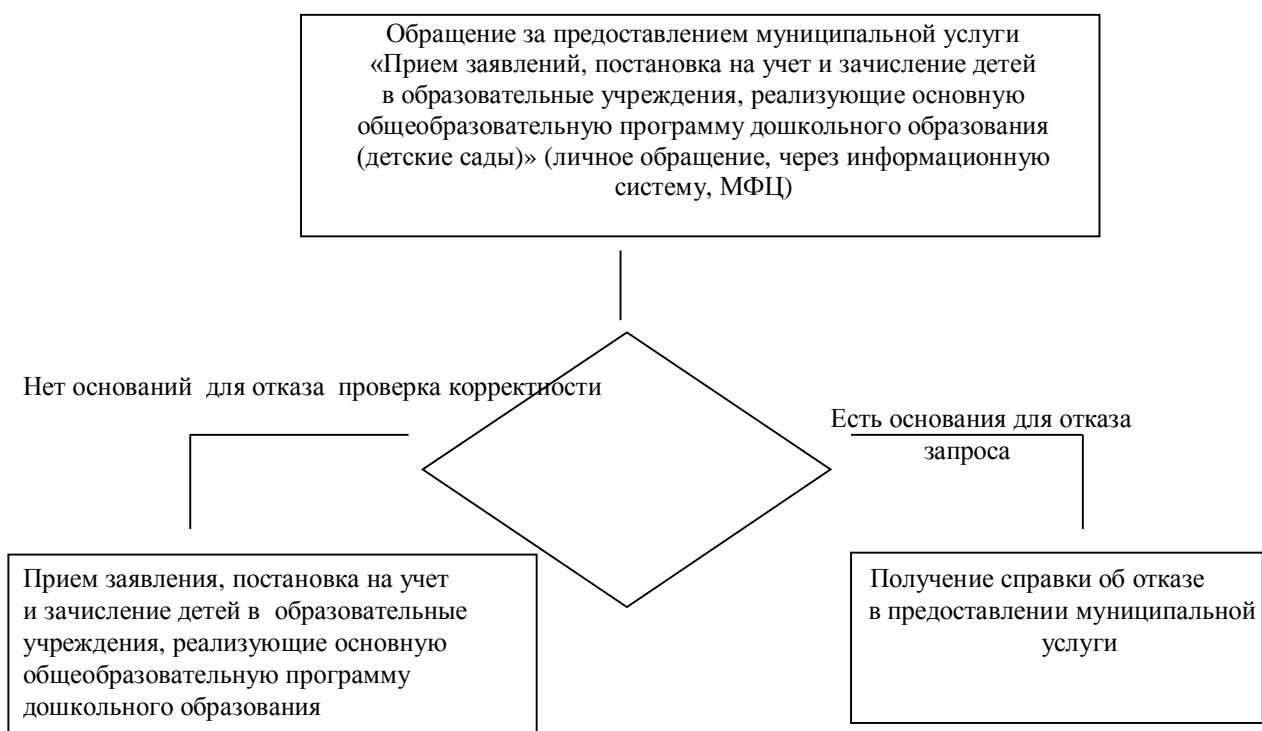 Обращение за предоставлением муниципальной услуги
«Прием заявлений, постановка на учет и зачисление детей
в образовательные учреждения, реализующие основную
общеобразовательную программу дошкольного образования
(детские сады)» (личное обращение, через информационную
систему, МФЦ)
Нет оснований для отказа проверка корректности
Есть основания для отказа
запроса
Прием заявления, постановка на учет
и зачисление детей в образовательные
учреждения, реализующие основную
общеобразовательную программу
дошкольного образования
Получение справки об отказе
в предоставлении муниципальной
услуги